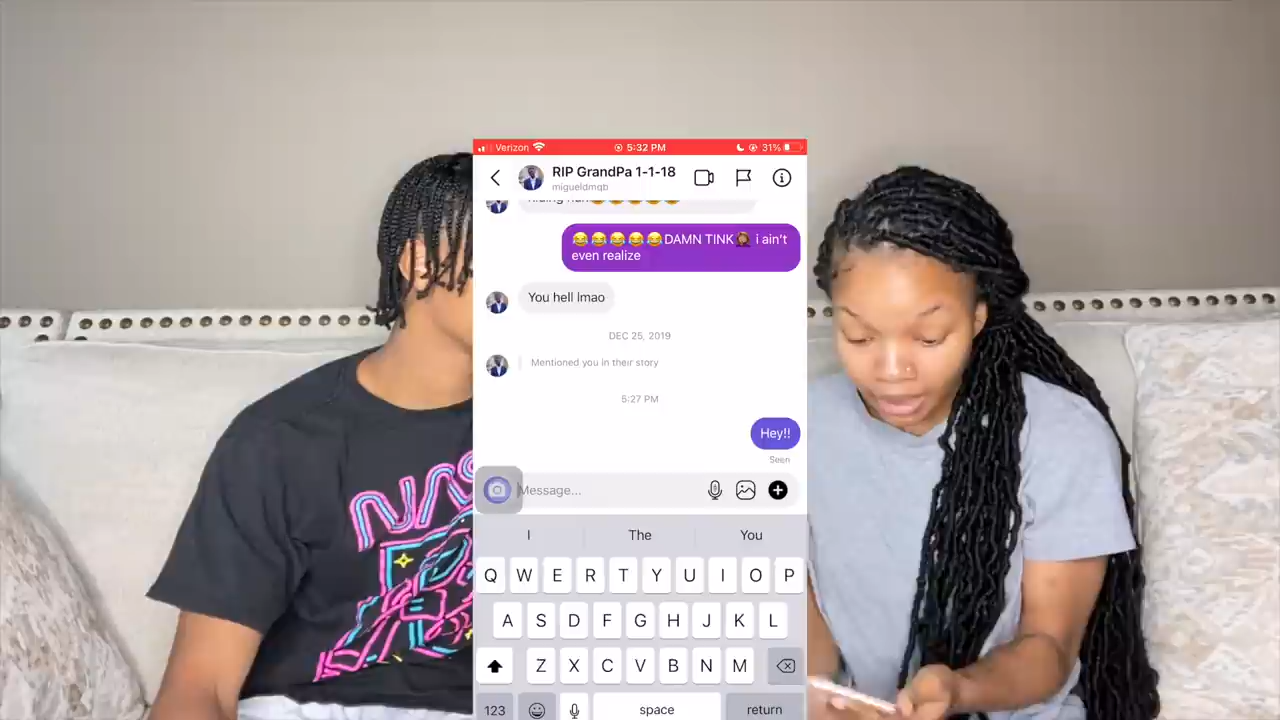 Verizon 5:32 PM 31%
RIP GrandPa 1-1-18
migueldmgb
😂😂😂😂😂DAMN TINK🤦🏾‍♀️ i ain't
even realize
You hell lmao
DEC 25, 2019
Mentioned you in their story
5:27 PM
Hey!!
Seen
Message...
I The You
Q W E R T Y U I O P
A S D F G H J K L
Z X C V B N M
123 space return